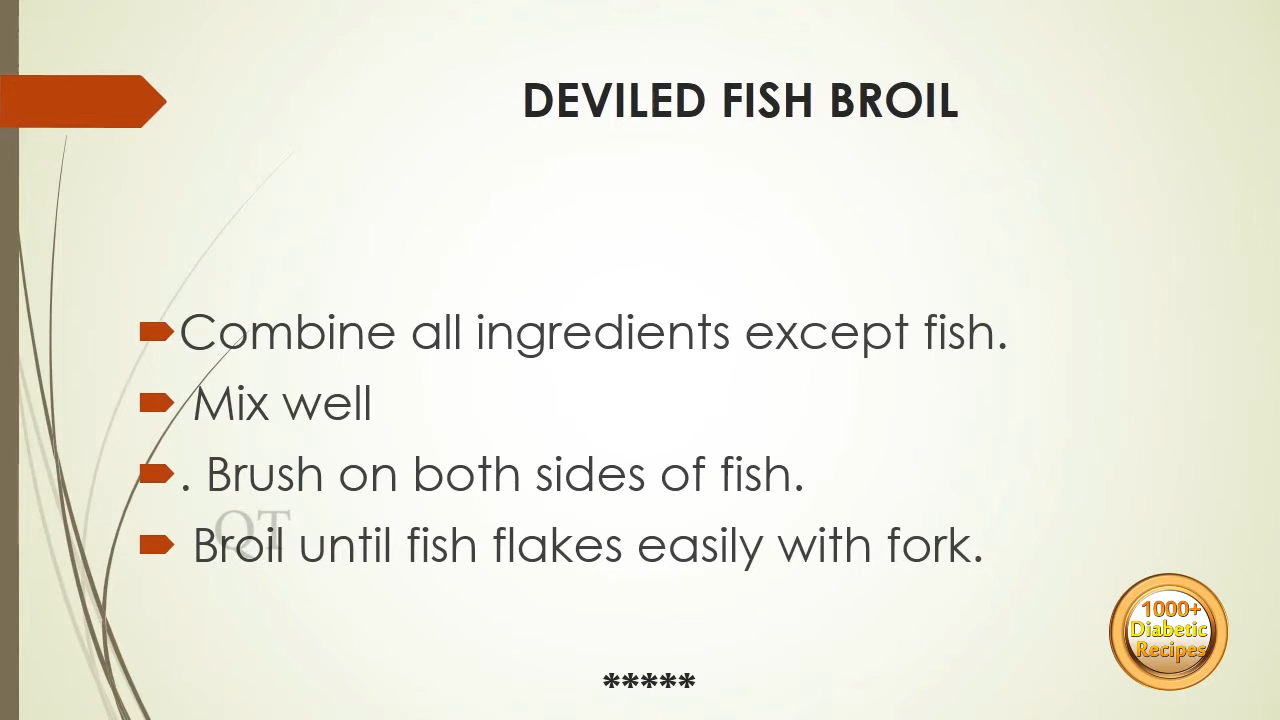 DEVILED FISH BROIL
Combine all ingredients except fish.
Mix well
. Brush on both sides of fish.
QT
Broil until fish flakes easily with fork.
1000+
Diabetic
Recipes
*****